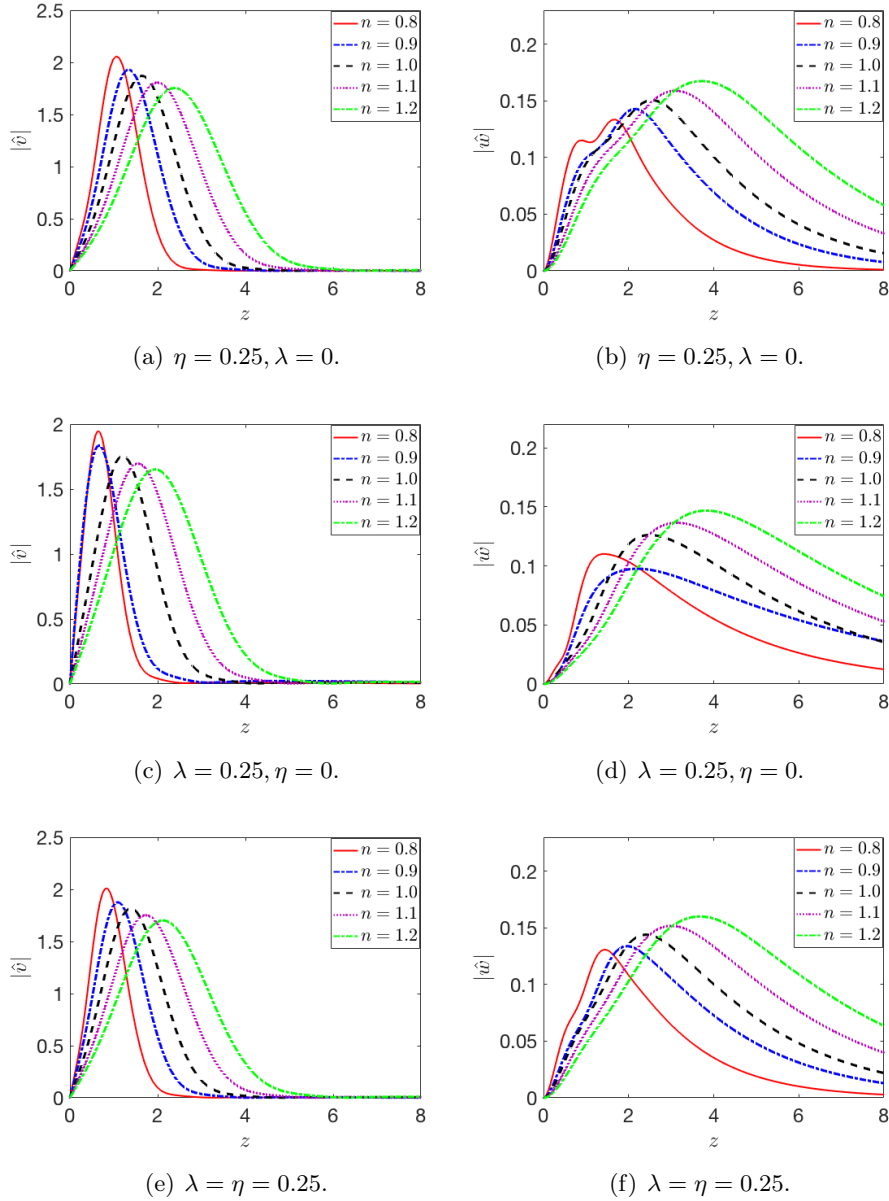 2.5
2
1.5
1
0.5
0
|v̂|
0 2 4 6 8
z
n = 0.8
n = 0.9
n = 1.0
n = 1.1
n = 1.2
(a) η = 0.25, λ = 0.
0.2
0.15
0.1
0.05
0
|ŵ|
0 2 4 6 8
z
n = 0.8
n = 0.9
n = 1.0
n = 1.1
n = 1.2
(b) η = 0.25, λ = 0.
2
1.5
1
0.5
0
|v̂|
0 2 4 6 8
z
n = 0.8
n = 0.9
n = 1.0
n = 1.1
n = 1.2
(c) λ = 0.25, η = 0.
0.2
0.15
0.1
0.05
0
|ŵ|
0 2 4 6 8
z
n = 0.8
n = 0.9
n = 1.0
n = 1.1
n = 1.2
(d) λ = 0.25, η = 0.
2.5
2
1.5
1
0.5
0
|v̂|
0 2 4 6 8
z
n = 0.8
n = 0.9
n = 1.0
n = 1.1
n = 1.2
(e) λ = η = 0.25.
0.2
0.15
0.1
0.05
0
|ŵ|
0 2 4 6 8
z
n = 0.8
n = 0.9
n = 1.0
n = 1.1
n = 1.2
(f) λ = η = 0.25.